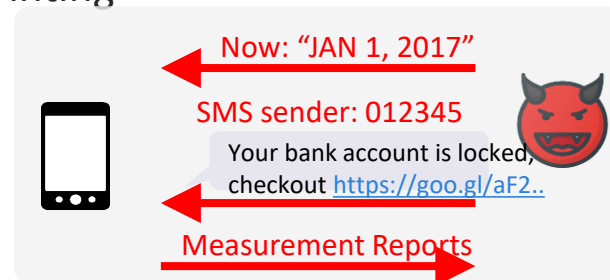 Now: “JAN 1, 2017”
SMS sender: 012345
Your bank account is locked,
checkout https://goo.gl/aF2..
Measurement Reports